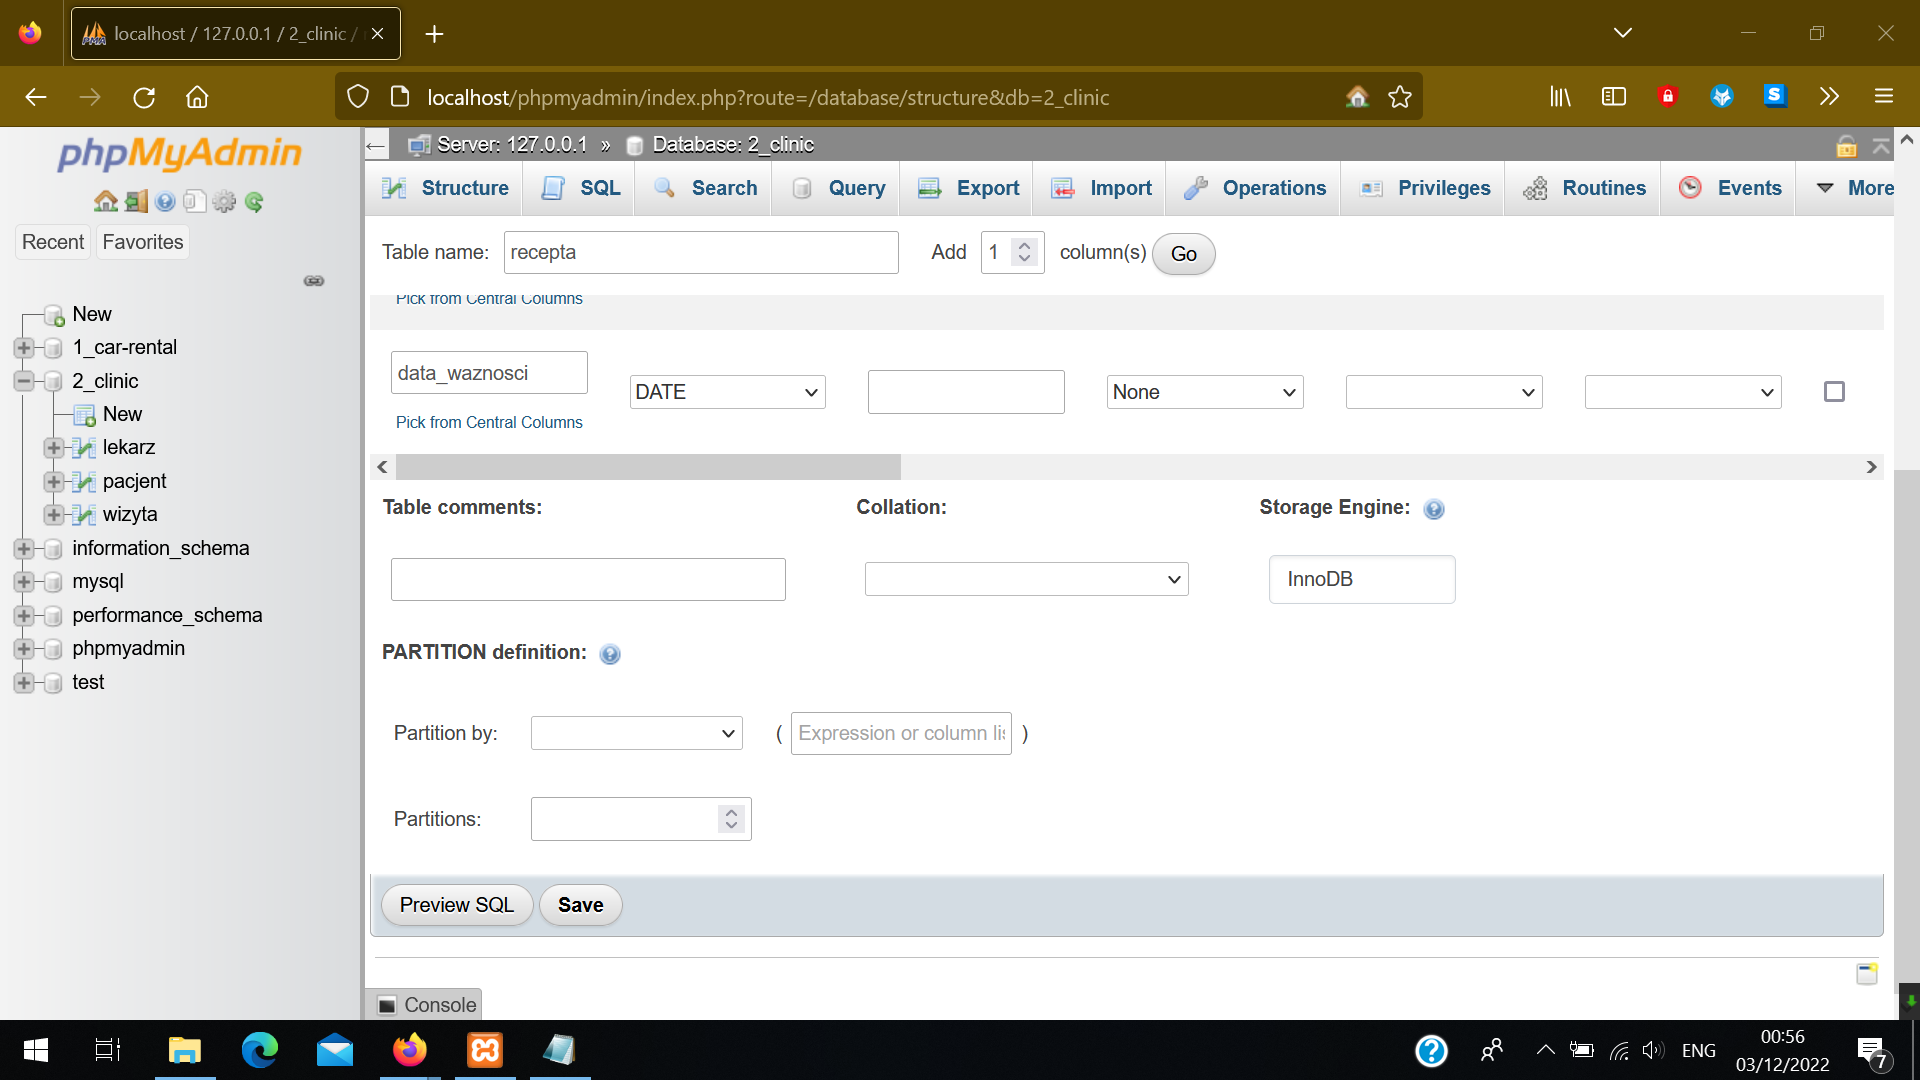 localhost / 127.0.0.1 / 2_clinic /
localhost/phpmyadmin/index.php?route=/database/structure&db=2_clinic
phpMyAdmin
Recent
Favorites
New
1_car-rental
2_clinic
New
lekarz
pacjent
wizyta
information_schema
mysql
performance_schema
phpmyadmin
test
Server: 127.0.0.1 » Database: 2_clinic
Structure
SQL
Search
Query
Export
Import
Operations
Privileges
Routines
Events
More
Table name: recepta
Add 1 column(s) Go
Pick from Central Columns
data_waznosci
DATE
None
Pick from Central Columns
Table comments:
Collation:
Storage Engine:
InnoDB
PARTITION definition:
Partition by: ( Expression or column li )
Partitions:
Preview SQL
Save
Console
ENG
00:56
03/12/2022
7